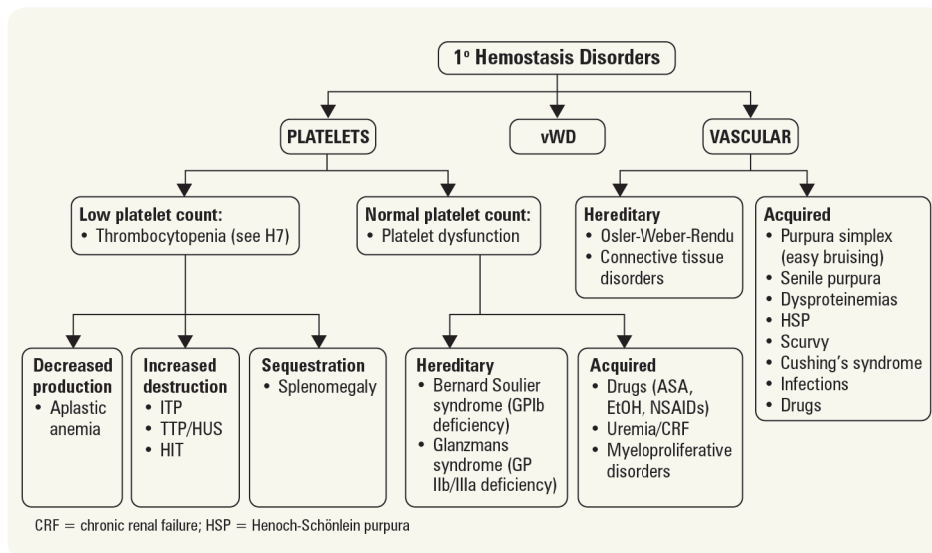 1º Hemostasis Disorders
PLATELETS
vWD
VASCULAR
Low platelet count:
• Thrombocytopenia (see H7)
Normal platelet count:
• Platelet dysfunction
Hereditary
• Osler-Weber-Rendu
• Connective tissue
disorders
Acquired
• Purpura simplex
(easy bruising)
• Senile purpura
• Dysproteinemias
• HSP
• Scurvy
• Cushing's syndrome
• Infections
• Drugs
Decreased
production
• Aplastic
anemia
Increased
destruction
• ITP
• TTP/HUS
• HIT
Sequestration
• Splenomegaly
Hereditary
• Bernard Soulier
syndrome (GPIb
deficiency)
• Glanzmans
syndrome (GP
IIb/IIIa deficiency)
Acquired
• Drugs (ASA,
EtOH, NSAIDs)
• Uremia/CRF
• Myeloproliferative
disorders
CRF = chronic renal failure; HSP = Henoch-Schönlein purpura